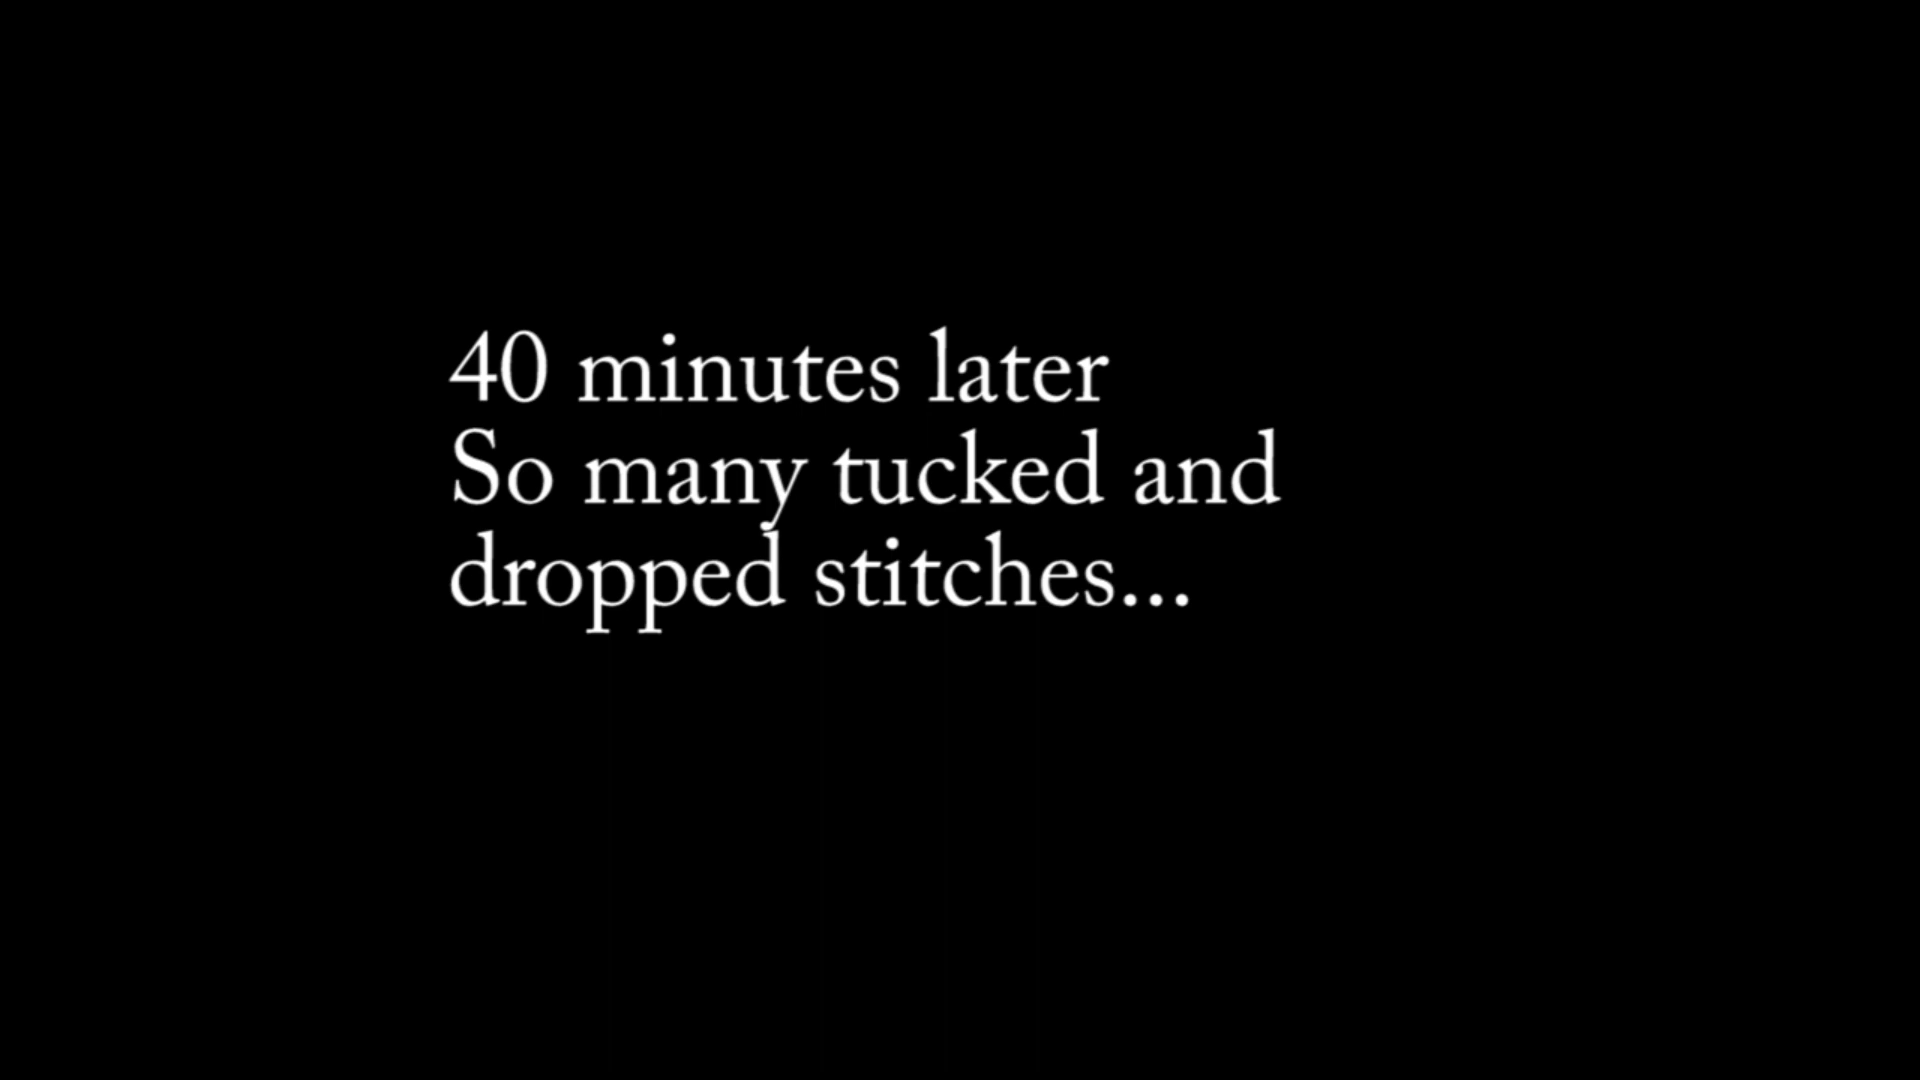 40 minutes later
So many tucked and
dropped stitches...